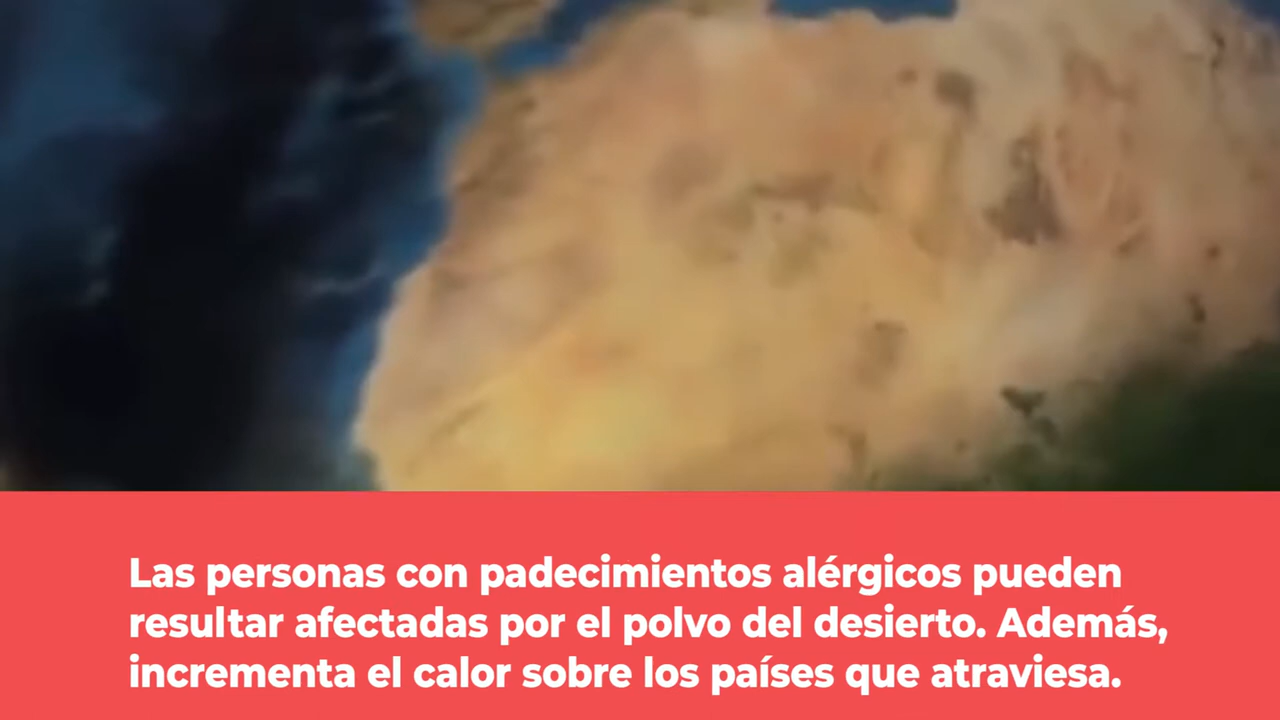 Las personas con padecimientos alérgicos pueden
resultar afectadas por el polvo del desierto. Además,
incrementa el calor sobre los países que atraviesa.